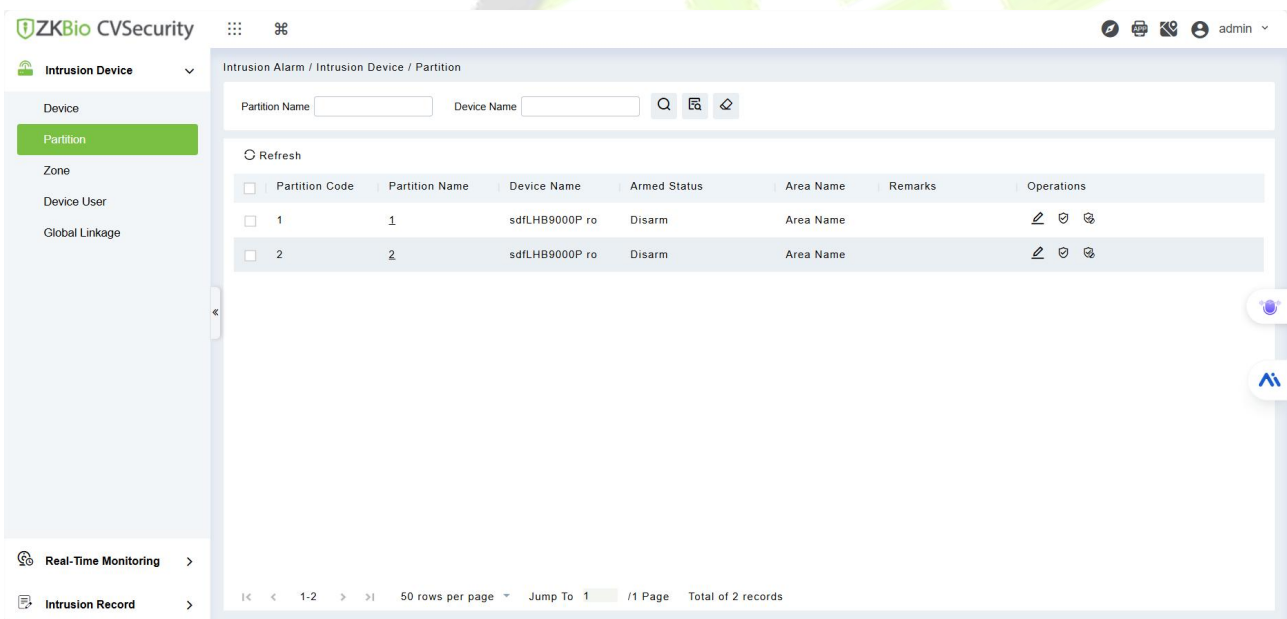 ZKBio CVSecurity
admin
Intrusion Device
Intrusion Alarm / Intrusion Device / Partition
Device
Partition
Zone
Device User
Global Linkage
Partition Name
Device Name
Refresh
Partition Code Partition Name Device Name Armed Status Area Name Remarks Operations
1 1 sdfLHB9000P ro Disarm Area Name
2 2 sdfLHB9000P ro Disarm Area Name
Real-Time Monitoring
Intrusion Record
1-2 50 rows per page Jump To 1 /1 Page Total of 2 records